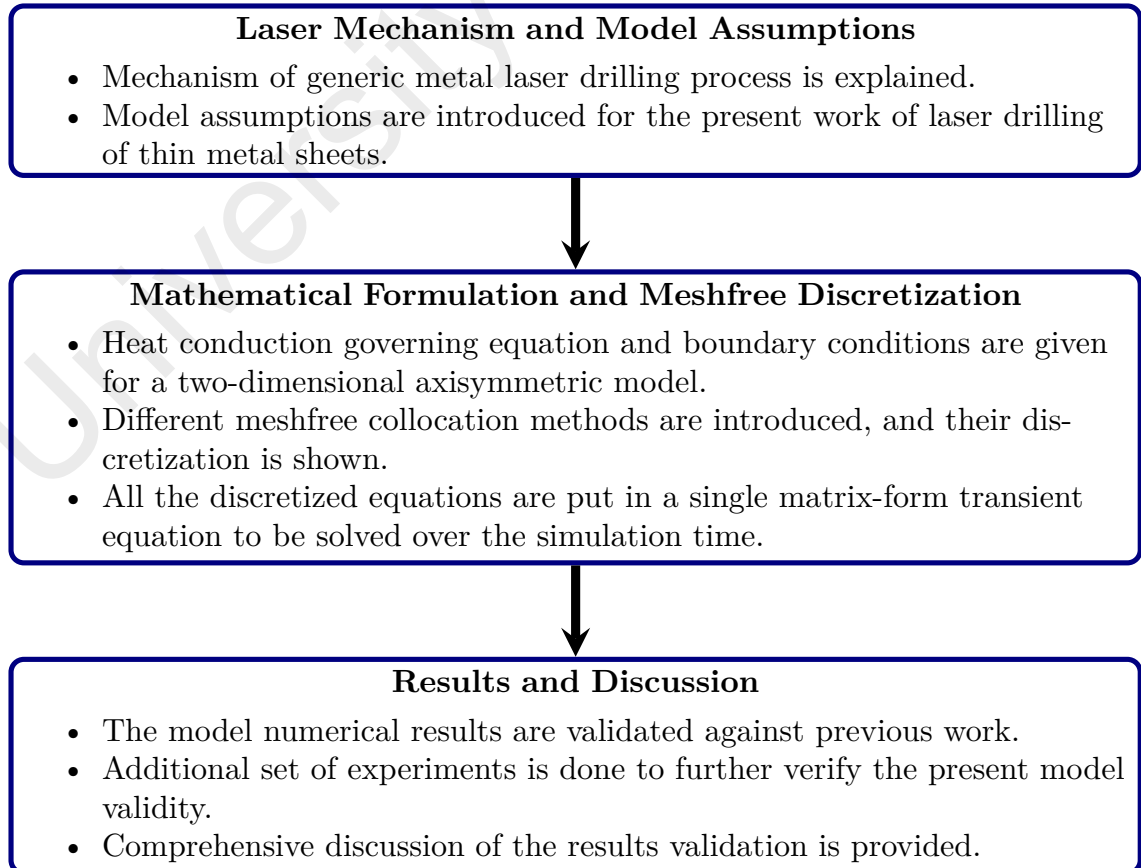 Laser Mechanism and Model Assumptions
• Mechanism of generic metal laser drilling process is explained.
• Model assumptions are introduced for the present work of laser drilling
of thin metal sheets.
Mathematical Formulation and Meshfree Discretization
• Heat conduction governing equation and boundary conditions are given
for a two-dimensional axisymmetric model.
• Different meshfree collocation methods are introduced, and their dis-
cretization is shown.
• All the discretized equations are put in a single matrix-form transient
equation to be solved over the simulation time.
Results and Discussion
• The model numerical results are validated against previous work.
• Additional set of experiments is done to further verify the present model
validity.
• Comprehensive discussion of the results validation is provided.
University